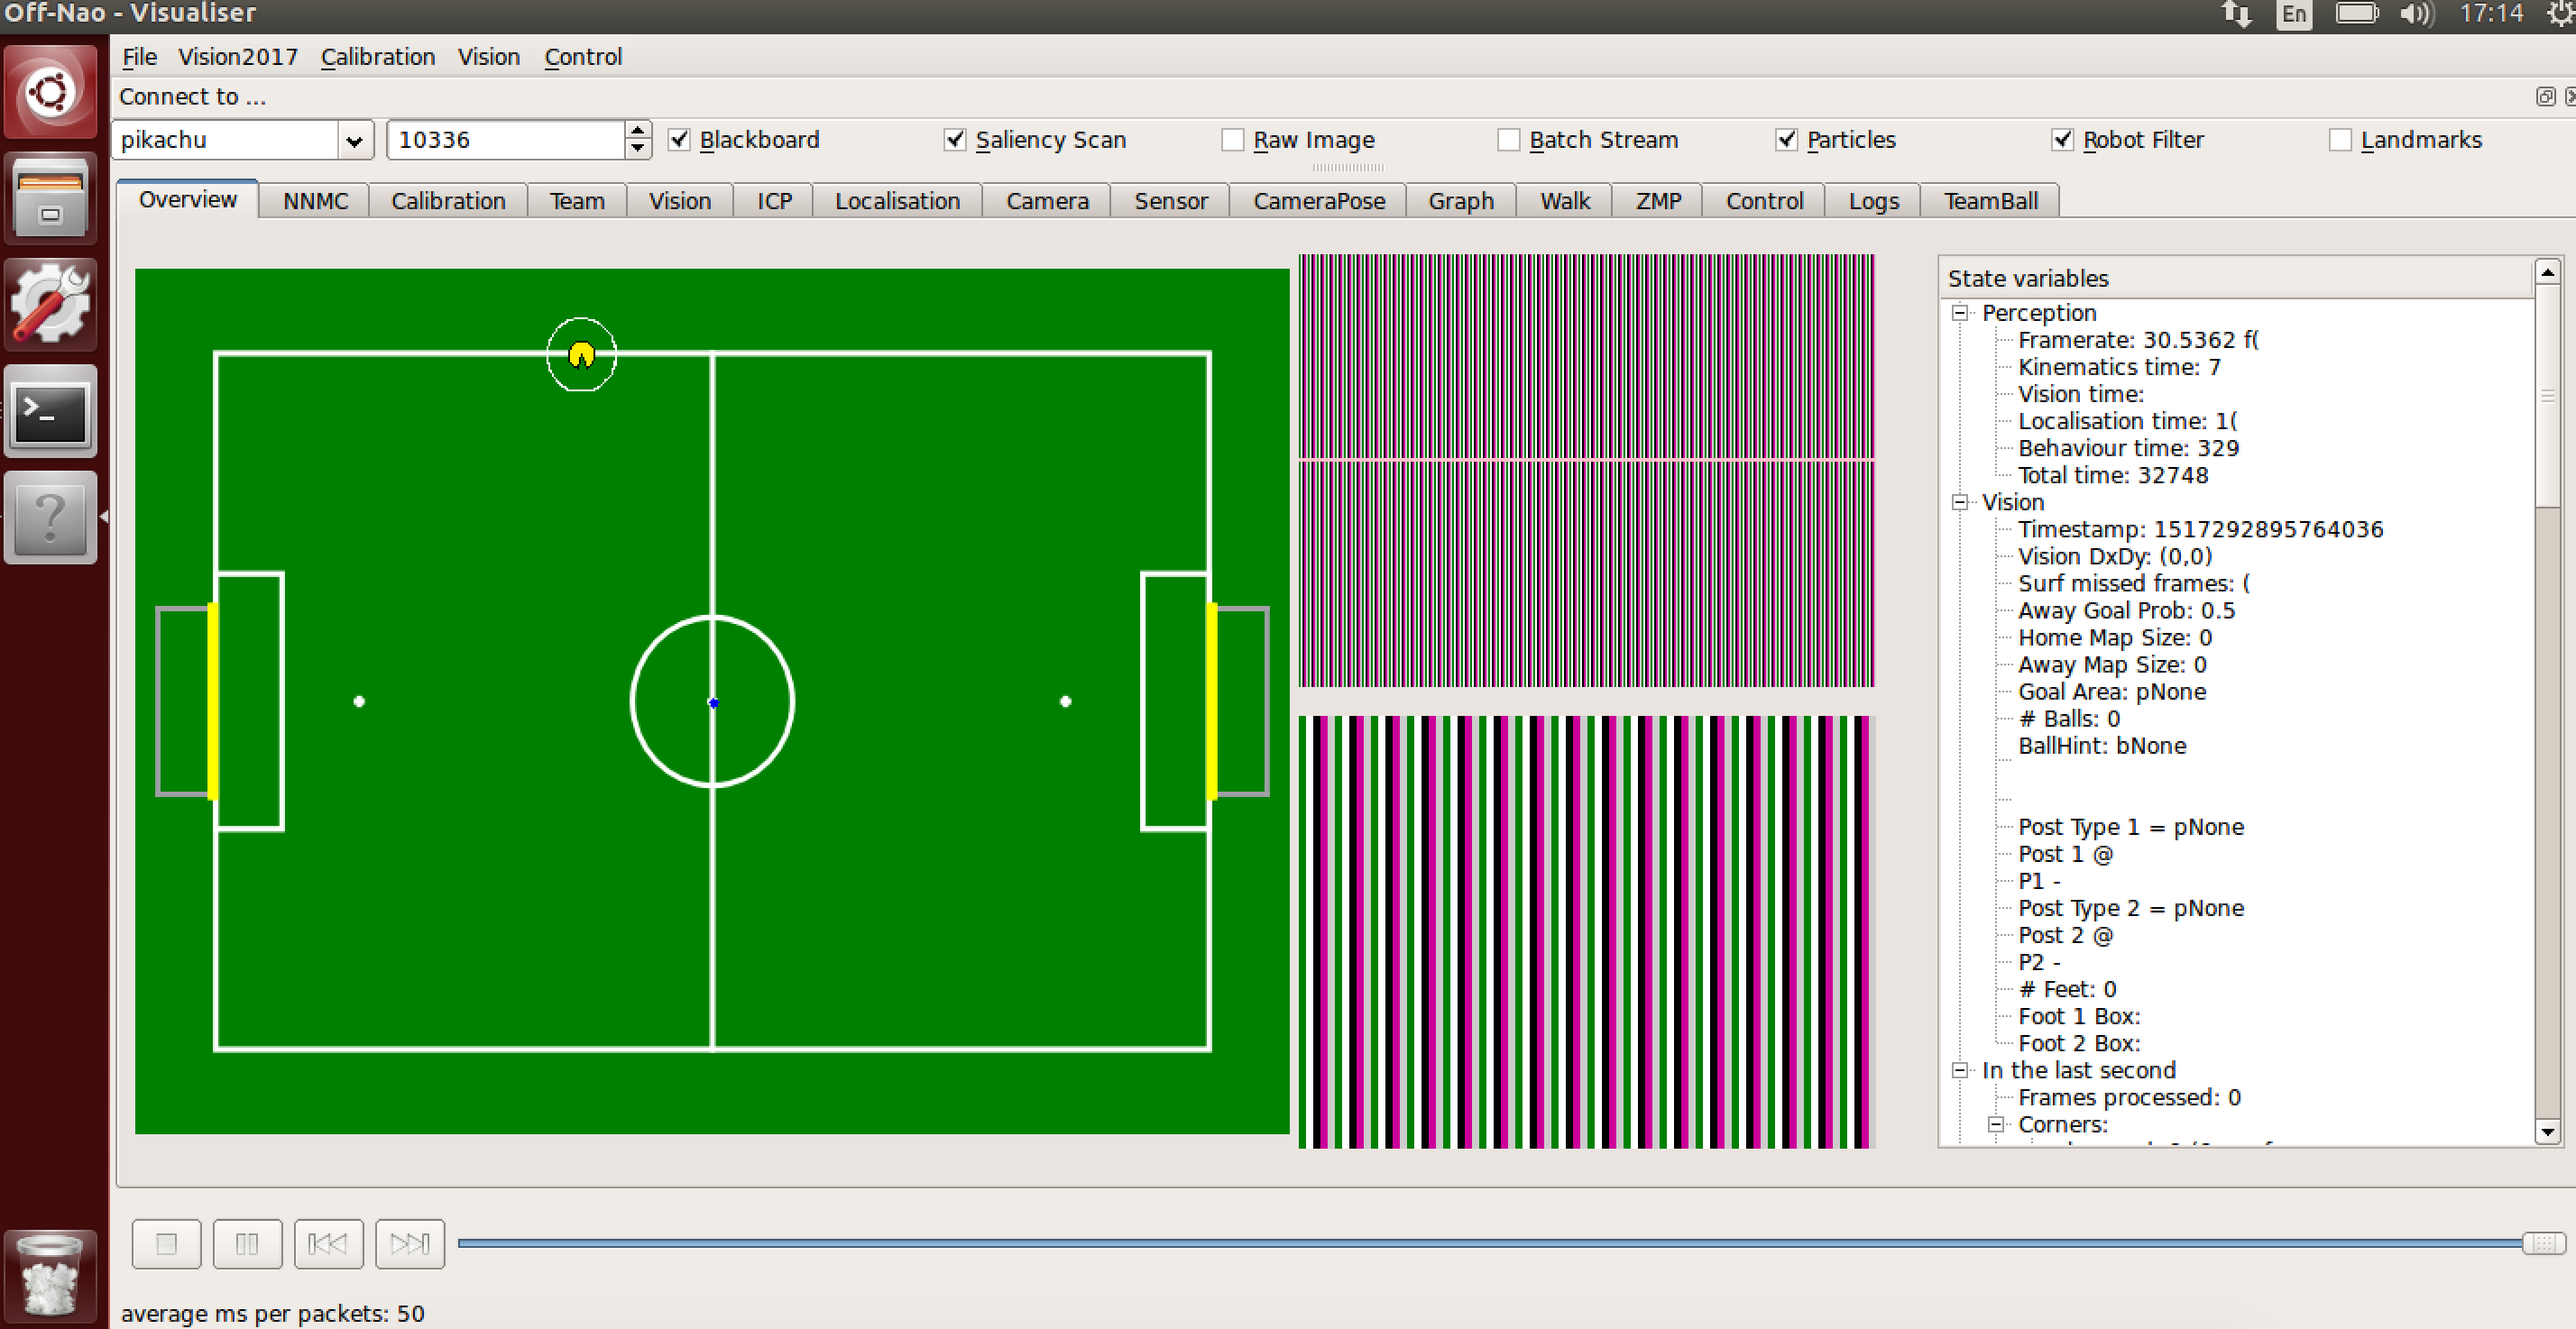 Off-Nao - Visualiser
En 17:14
File Vision2017 Calibration Vision Control
Connect to ...
pikachu 10336 Blackboard Saliency Scan Raw Image Batch Stream Particles Robot Filter Landmarks
Overview NNMC Calibration Team Vision ICP Localisation Camera Sensor CameraPose Graph Walk ZMP Control Logs TeamBall
State variables
Perception
Framerate: 30.5362 f(
Kinematics time: 7
Vision time:
Localisation time: 1(
Behaviour time: 329
Total time: 32748
Vision
Timestamp: 1517292895764036
Vision DxDy: (0,0)
Surf missed frames: (
Away Goal Prob: 0.5
Home Map Size: 0
Away Map Size: 0
Goal Area: pNone
# Balls: 0
BallHint: bNone
Post Type 1 = pNone
Post 1 @
P1 -
Post Type 2 = pNone
Post 2 @
P2 -
# Feet: 0
Foot 1 Box:
Foot 2 Box:
In the last second
Frames processed: 0
Corners:
average ms per packets: 50